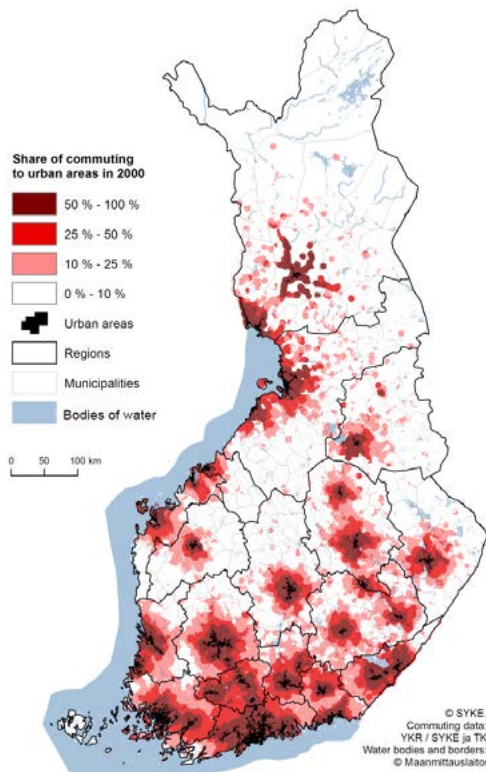 Share of commuting
to urban areas in 2000
50 % - 100 %
25 % - 50 %
10 % - 25 %
0 % - 10 %
Urban areas
Regions
Municipalities
Bodies of water
0 50 100 km
© SYKE.
Commuting data:
YKR / SYKE ja TK
Water bodies and borders:
© Maanmittauslaitos